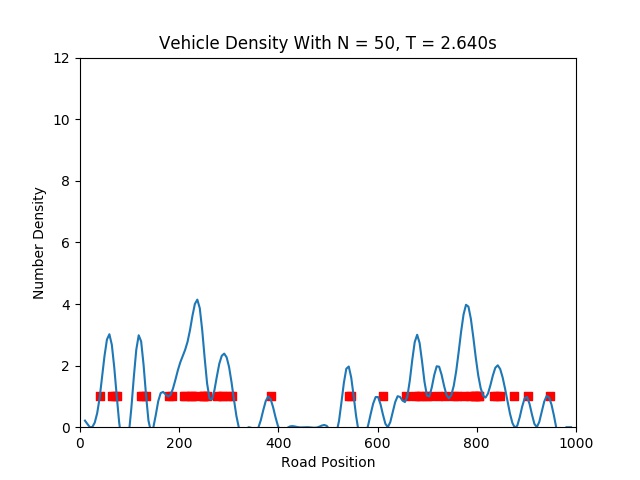 Vehicle Density With N = 50, T = 2.640s
12
10
8
6
4
2
0
Number Density
0 200 400 600 800 1000
Road Position